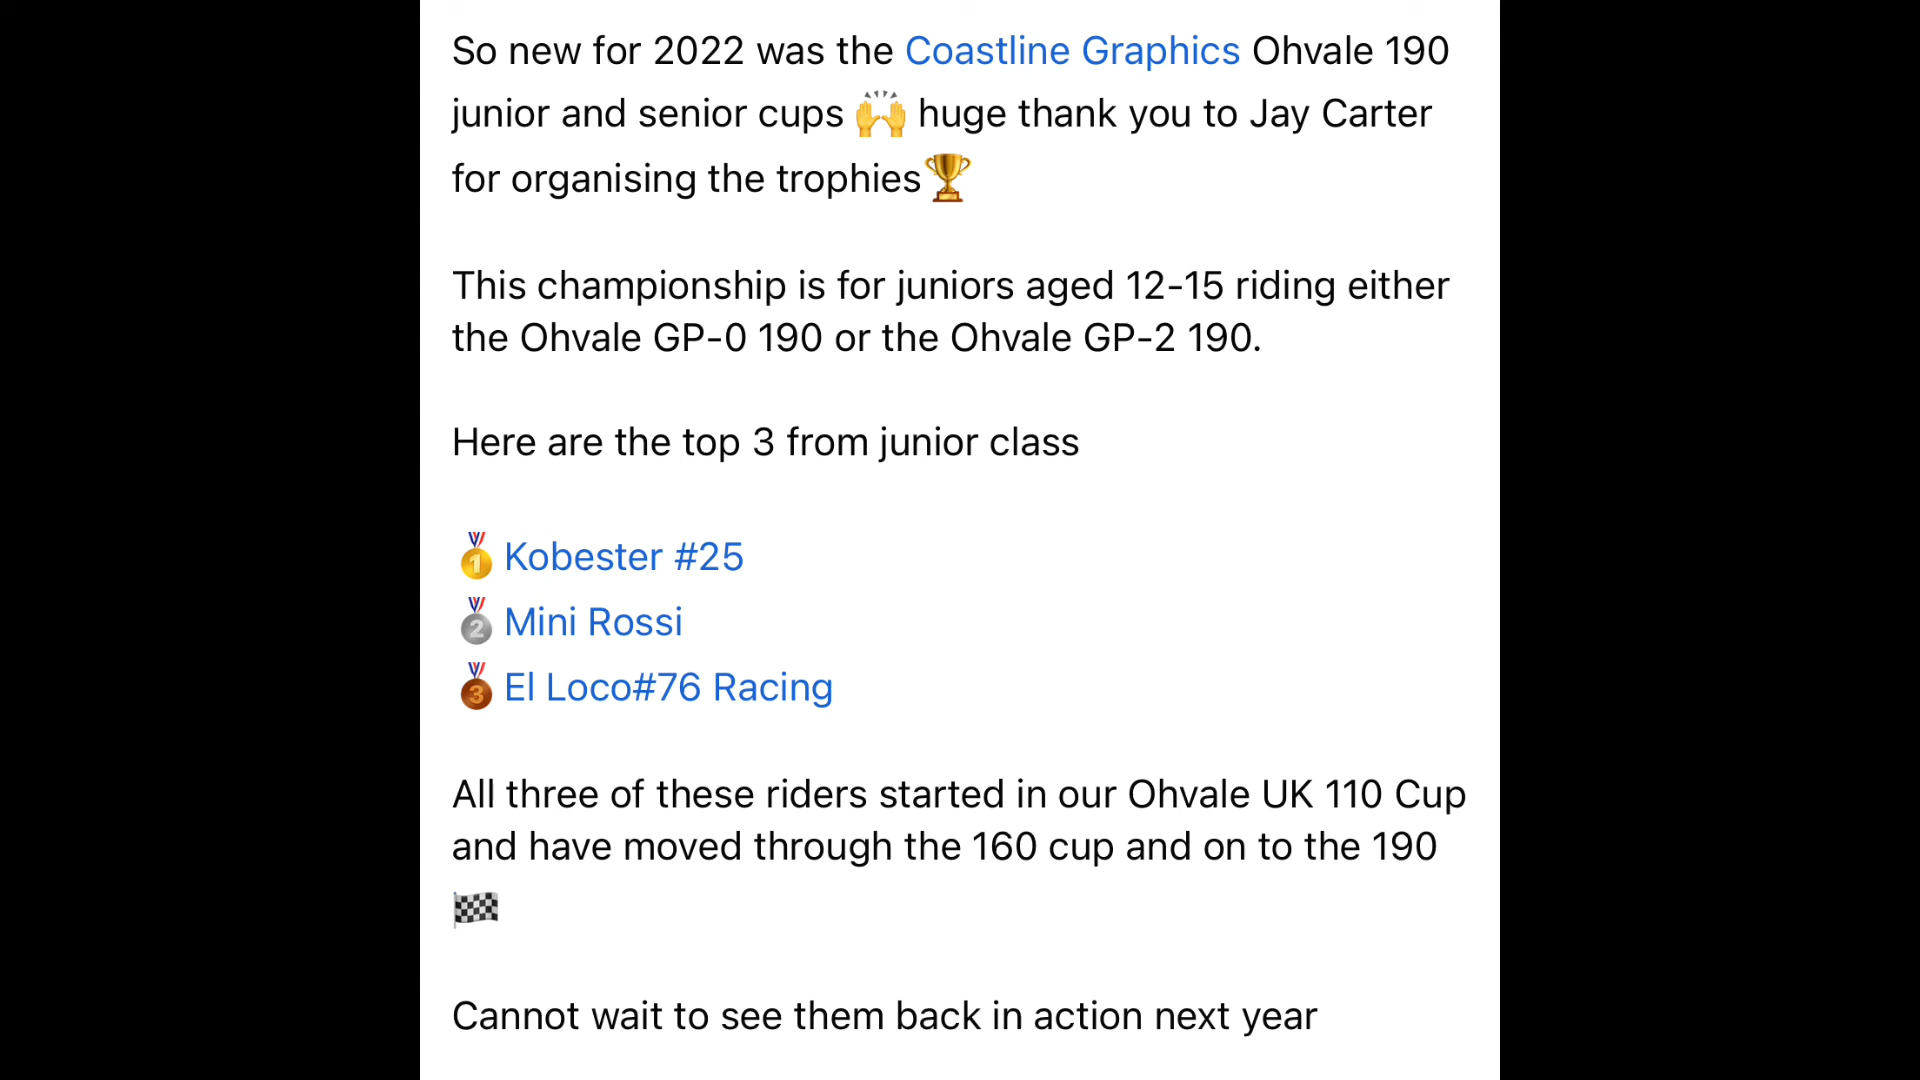 So new for 2022 was the Coastline Graphics Ohvale 190
junior and senior cups 🙌 huge thank you to Jay Carter
for organising the trophies🏆
This championship is for juniors aged 12-15 riding either
the Ohvale GP-0 190 or the Ohvale GP-2 190.
Here are the top 3 from junior class
🥇Kobester #25
🥈Mini Rossi
🥉El Loco#76 Racing
All three of these riders started in our Ohvale UK 110 Cup
and have moved through the 160 cup and on to the 190
🏁
Cannot wait to see them back in action next year